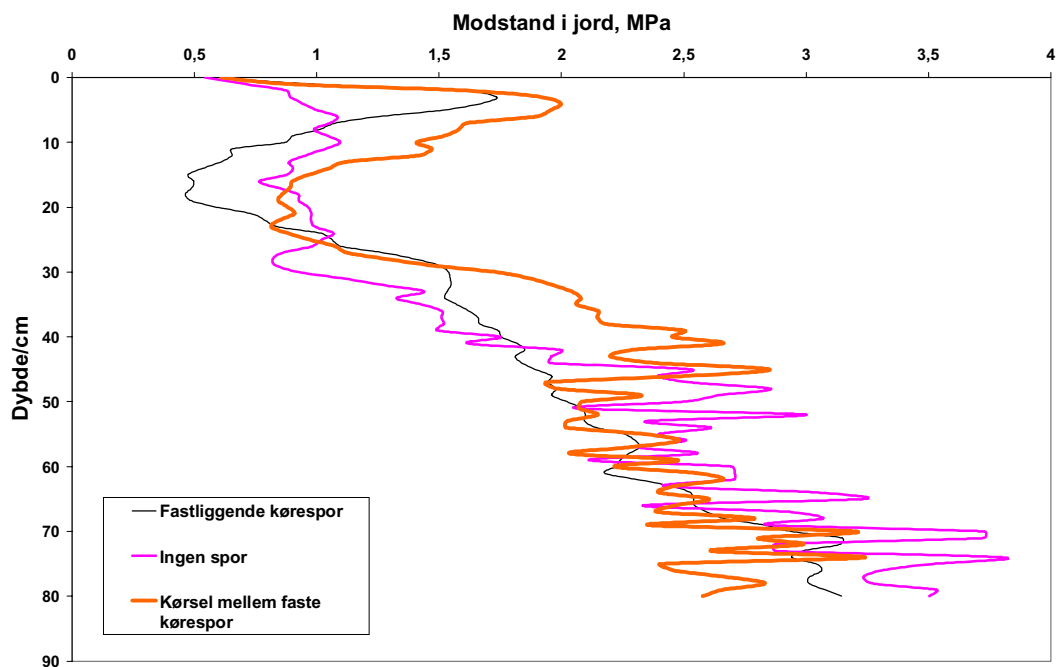 Modstand i jord, MPa
0 0,5 1 1,5 2 2,5 3 3,5 4
Dybde/cm
0
10
20
30
40
50
60
70
80
90
Fastliggende kørespor
Ingen spor
Kørsel mellem faste
kørespor